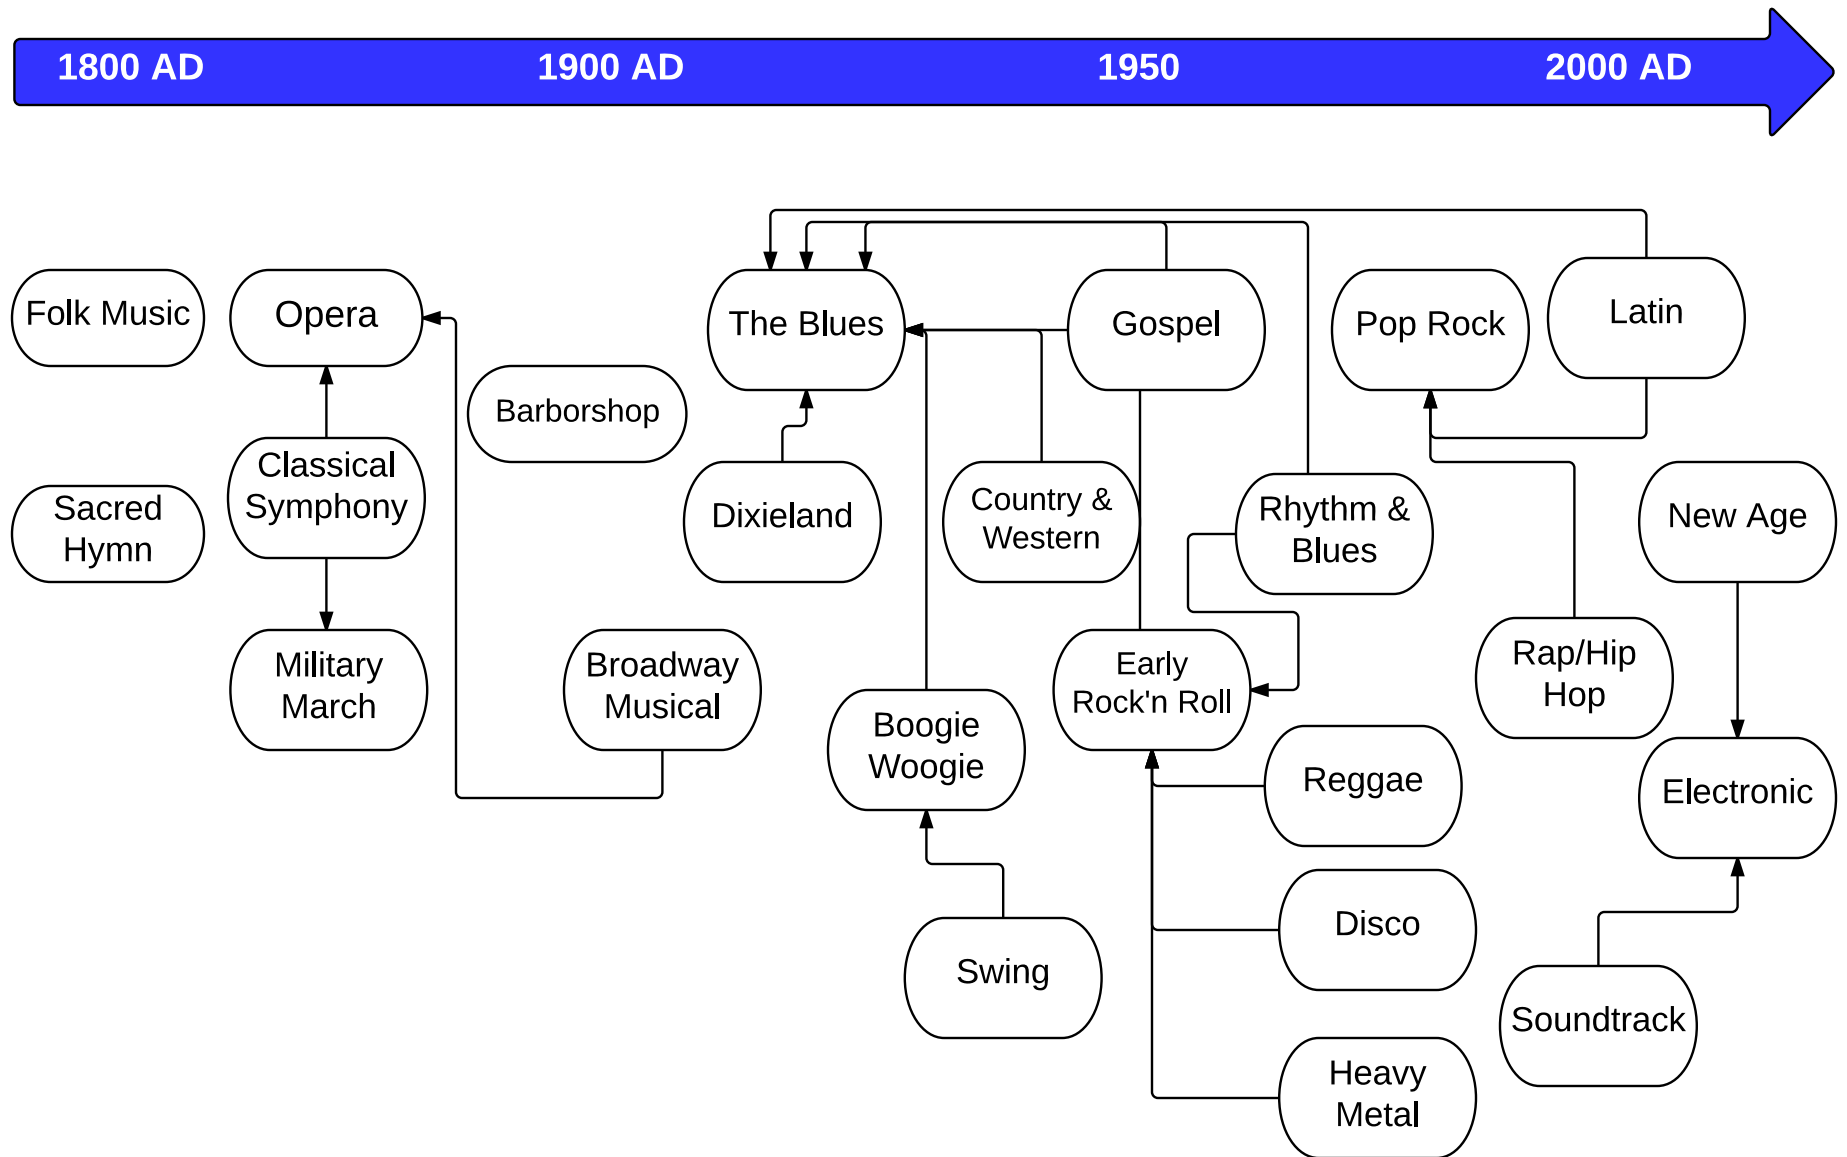 1800 AD
1900 AD
1950
2000 AD
Folk Music
Opera
The Blues
Gospel
Pop Rock
Latin
Barborshop
Classical
Symphony
Sacred
Hymn
Dixieland
Country &
Western
Rhythm &
Blues
New Age
Military
March
Broadway
Musical
Boogie
Woogie
Early
Rock'n Roll
Rap/Hip
Hop
Reggae
Electronic
Disco
Swing
Soundtrack
Heavy
Metal